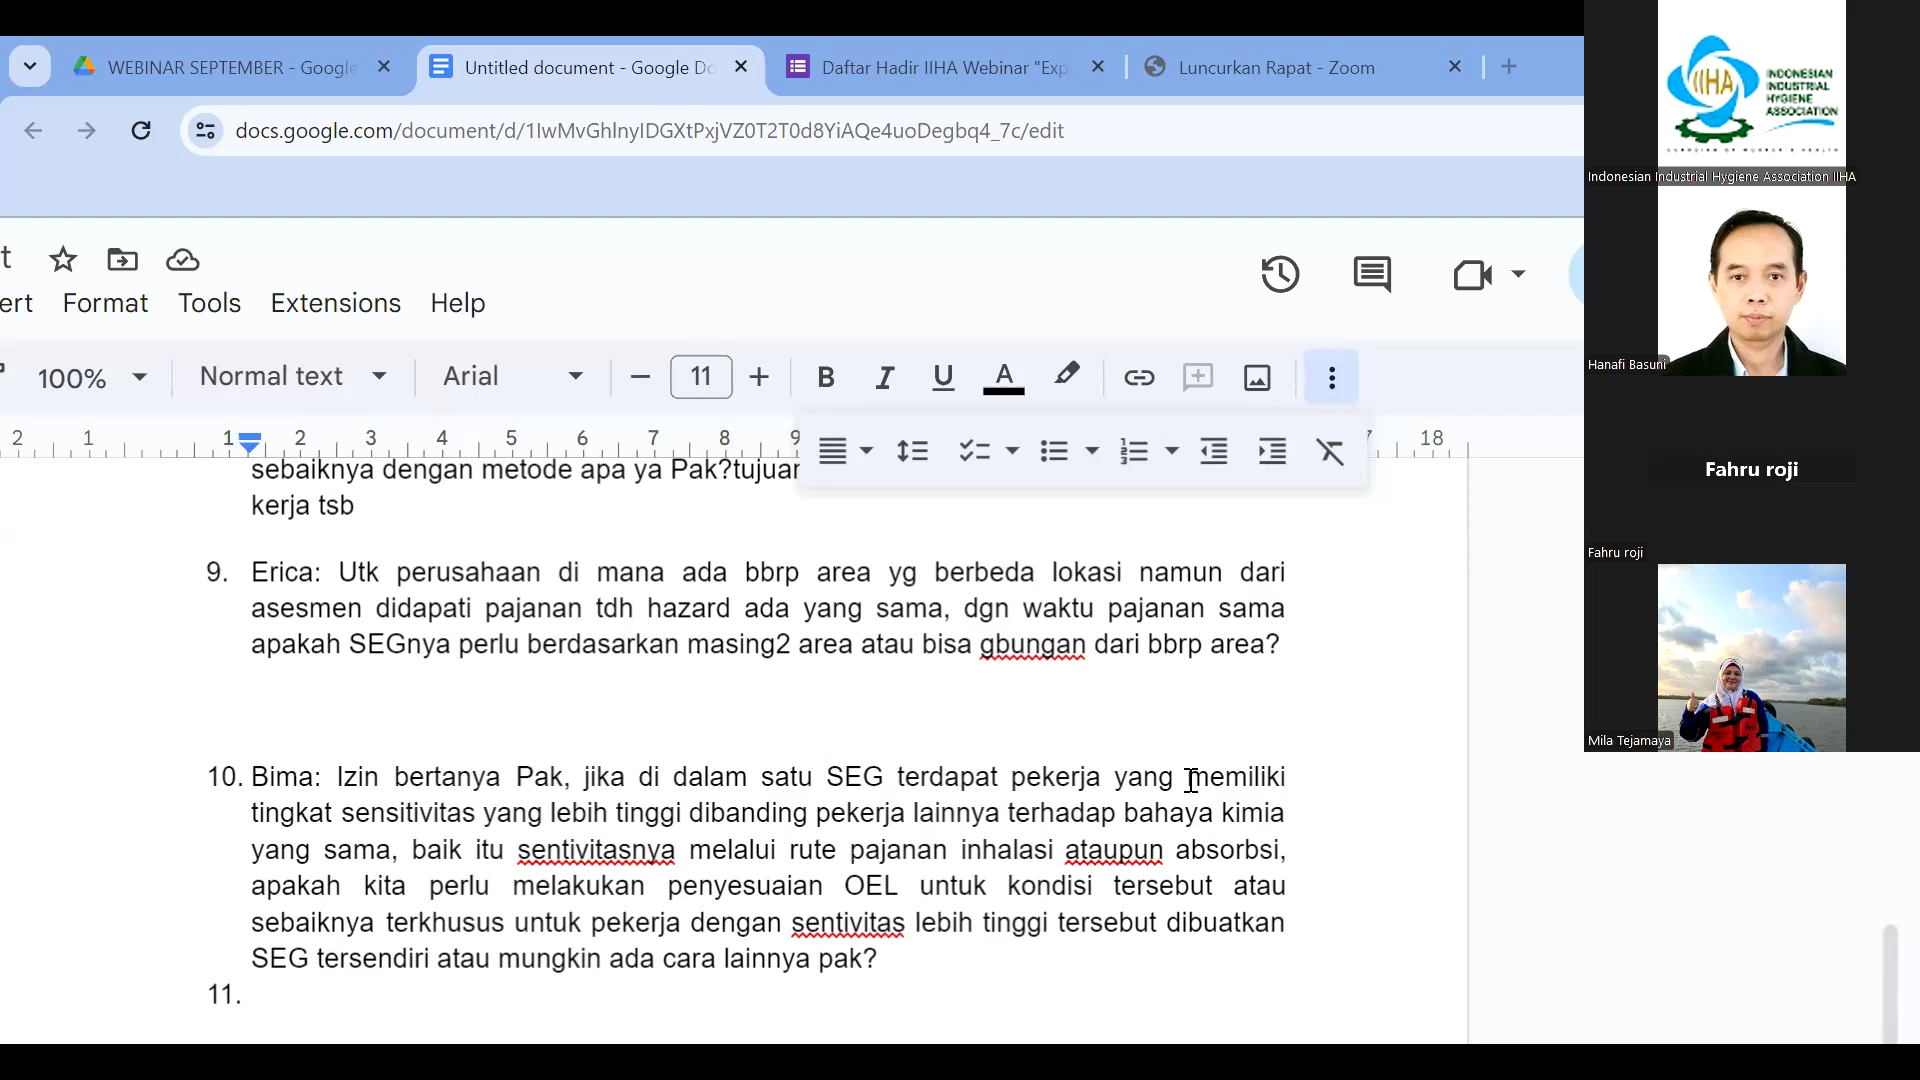 WEBINAR SEPTEMBER - Google
Untitled document - Google Do
Daftar Hadir IIHA Webinar "Exp
Luncurkan Rapat - Zoom
docs.google.com/document/d/1IwMvGhlnyIDGXtPxjVZ0T2T0d8YiAQe4uoDegbq4_7c/edit
t
ert Format Tools Extensions Help
100% Normal text Arial 11 B I U A
2 1 1 2 3 4 5 6 7 8 9 18
sebaiknya dengan metode apa ya Pak?tujuan
kerja tsb
9. Erica: Utk perusahaan di mana ada bbrp area yg berbeda lokasi namun dari
asesmen didapati pajanan tdh hazard ada yang sama, dgn waktu pajanan sama
apakah SEGnya perlu berdasarkan masing2 area atau bisa gbungan dari bbrp area?
10. Bima: Izin bertanya Pak, jika di dalam satu SEG terdapat pekerja yang memiliki
tingkat sensitivitas yang lebih tinggi dibanding pekerja lainnya terhadap bahaya kimia
yang sama, baik itu sentivitasnya melalui rute pajanan inhalasi ataupun absorbsi,
apakah kita perlu melakukan penyesuaian OEL untuk kondisi tersebut atau
sebaiknya terkhusus untuk pekerja dengan sentivitas lebih tinggi tersebut dibuatkan
SEG tersendiri atau mungkin ada cara lainnya pak?
11.
IIHA
INDONESIAN
INDUSTRIAL
HYGIENE
ASSOCIATION
Indonesian Industrial Hygiene Association IIHA
Hanafi Basuni
Fahru roji
Fahru roji
Mila Tejamaya